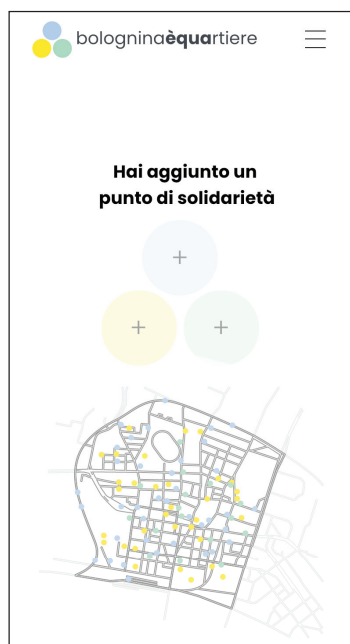 bologninaèquartiere
Hai aggiunto un
punto di solidarietà
+
+ +